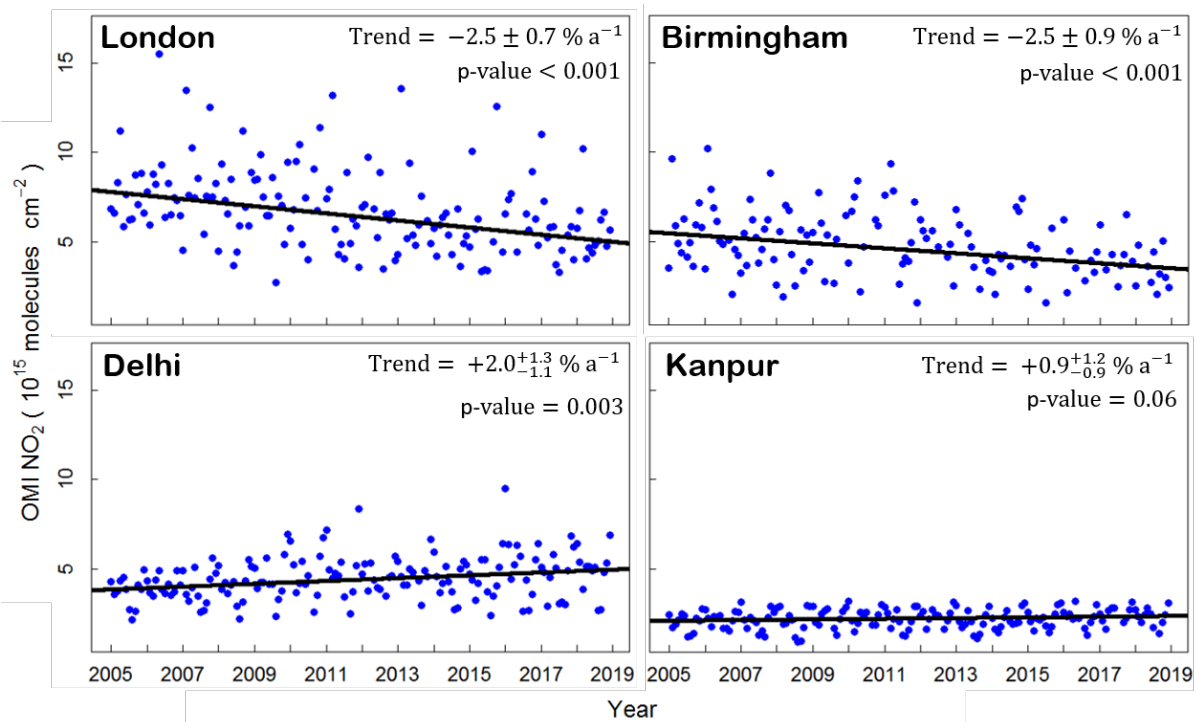 London
Trend = −2.5 ± 0.7 % a⁻¹
p-value < 0.001
Birmingham
Trend = −2.5 ± 0.9 % a⁻¹
p-value < 0.001
15
10
5
Delhi
Trend = +2.0 +1.3 −1.1 % a⁻¹
p-value = 0.003
Kanpur
Trend = +0.9 +1.2 −0.9 % a⁻¹
p-value = 0.06
15
10
5
OMI NO₂ ( 10¹⁵ molecules cm⁻²)
2005 2007 2009 2011 2013 2015 2017 2019
2005 2007 2009 2011 2013 2015 2017 2019
Year